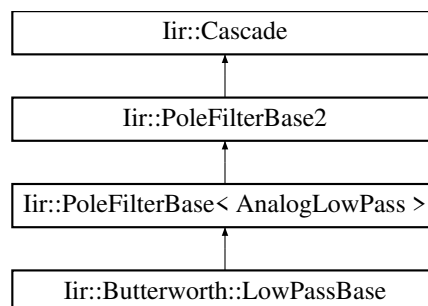 Iir::Cascade
Iir::PoleFilterBase2
Iir::PoleFilterBase< AnalogLowPass >
Iir::Butterworth::LowPassBase